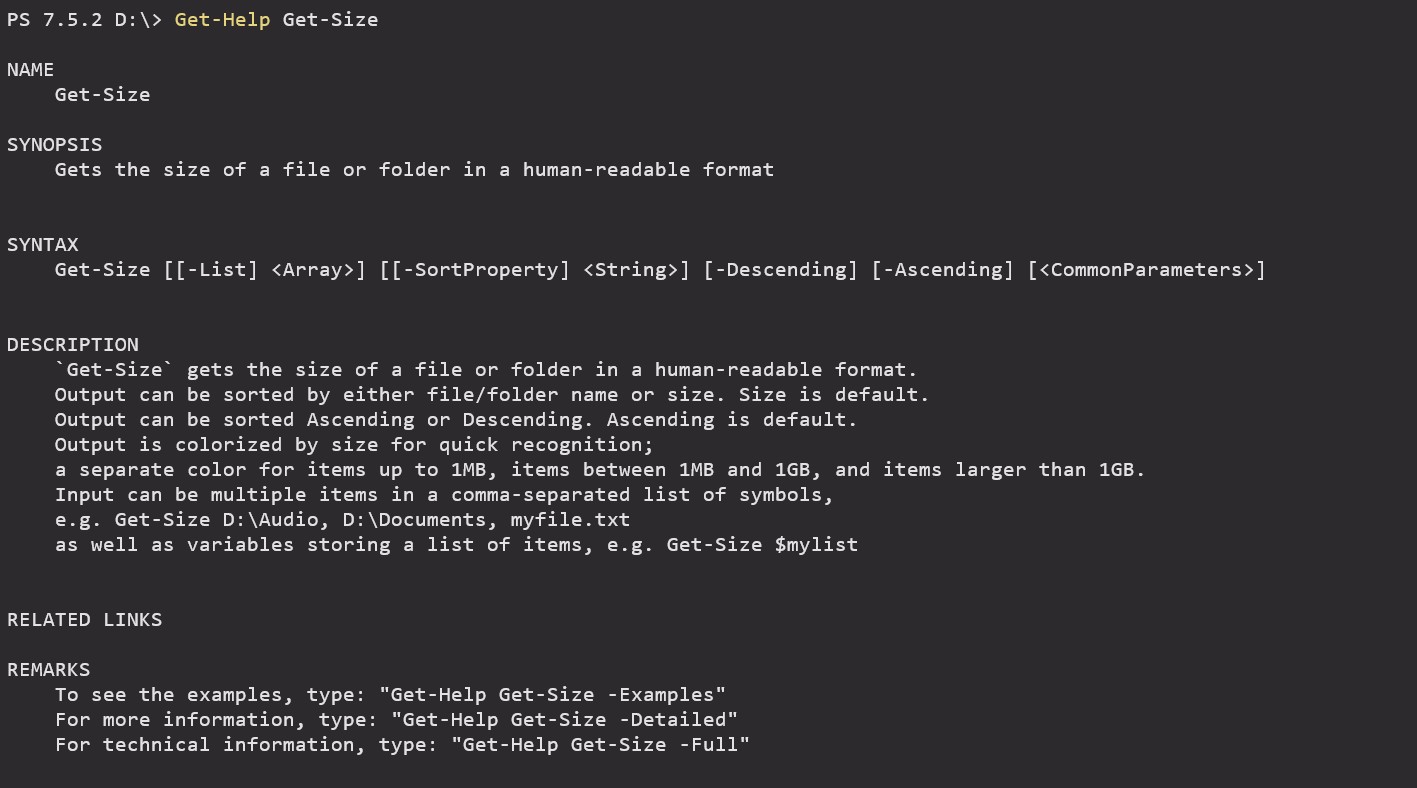 PS 7.5.2 D:\> Get-Help Get-Size
NAME
Get-Size
SYNOPSIS
Gets the size of a file or folder in a human-readable format
SYNTAX
Get-Size [[-List] <Array>] [[-SortProperty] <String>] [-Descending] [-Ascending] [<CommonParameters>]
DESCRIPTION
`Get-Size` gets the size of a file or folder in a human-readable format.
Output can be sorted by either file/folder name or size. Size is default.
Output can be sorted Ascending or Descending. Ascending is default.
Output is colorized by size for quick recognition;
a separate color for items up to 1MB, items between 1MB and 1GB, and items larger than 1GB.
Input can be multiple items in a comma-separated list of symbols,
e.g. Get-Size D:\Audio, D:\Documents, myfile.txt
as well as variables storing a list of items, e.g. Get-Size $mylist
RELATED LINKS
REMARKS
To see the examples, type: "Get-Help Get-Size -Examples"
For more information, type: "Get-Help Get-Size -Detailed"
For technical information, type: "Get-Help Get-Size -Full"